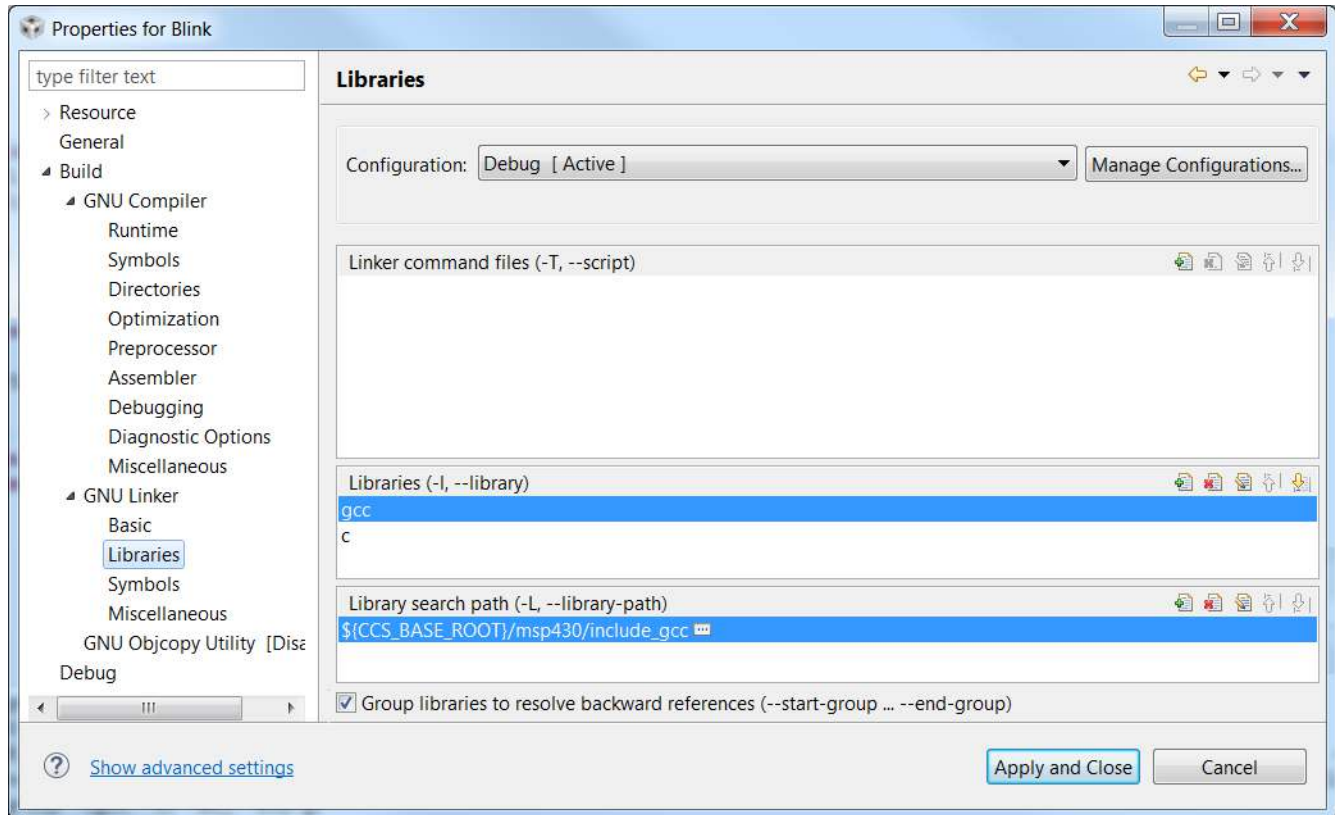 Properties for Blink
type filter text
Resource
General
Build
GNU Compiler
Runtime
Symbols
Directories
Optimization
Preprocessor
Assembler
Debugging
Diagnostic Options
Miscellaneous
GNU Linker
Basic
Libraries
Symbols
Miscellaneous
GNU Objcopy Utility [Disa
Debug
Libraries
Configuration: Debug [ Active ] Manage Configurations...
Linker command files (-T, --script)
Libraries (-l, --library)
gcc
c
Library search path (-L, --library-path)
${CCS_BASE_ROOT}/msp430/include_gcc
Group libraries to resolve backward references (--start-group ... --end-group)
Show advanced settings
Apply and Close Cancel